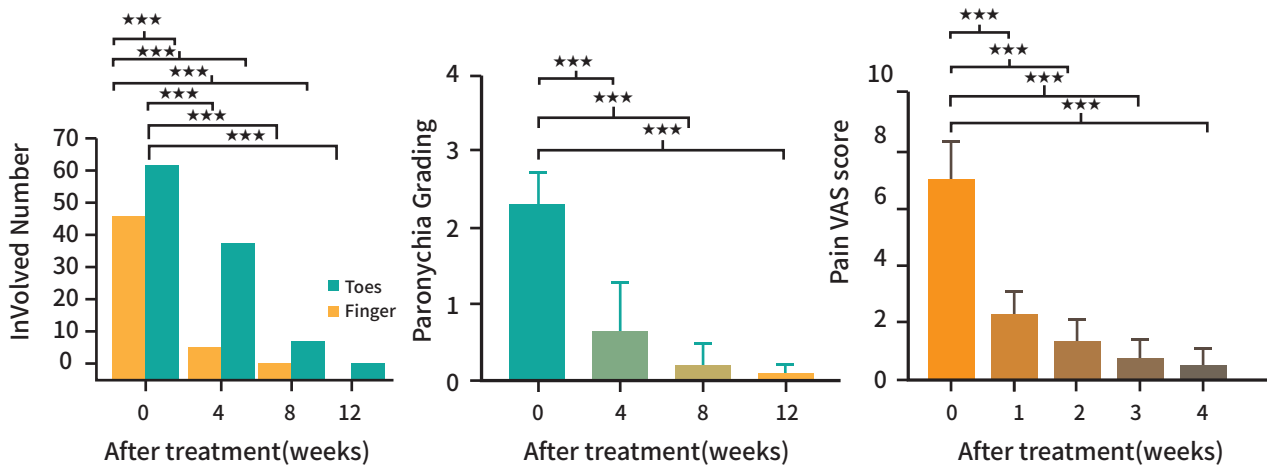 ★★★
★★★
★★★
★★★
★★★
★★★
InVolved Number
70
60
50
40
30
20
10
0
Toes
Finger
0 4 8 12
After treatment(weeks)
★★★
★★★
★★★
Paronychia Grading
4
3
2
1
0
0 4 8 12
After treatment(weeks)
★★★
★★★
★★★
★★★
Pain VAS score
10
8
6
4
2
0
0 1 2 3 4
After treatment(weeks)